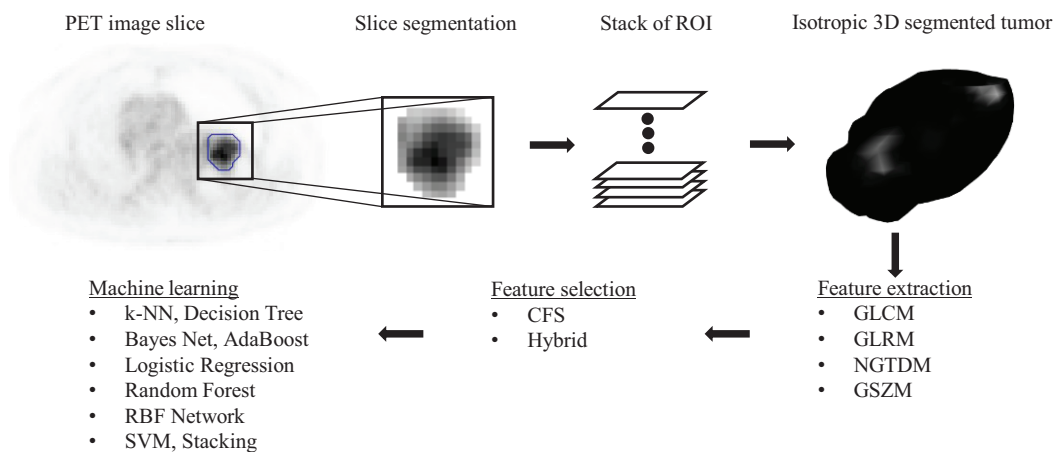 PET image slice
Slice segmentation
Stack of ROI
Isotropic 3D segmented tumor
Machine learning
• k-NN, Decision Tree
• Bayes Net, AdaBoost
• Logistic Regression
• Random Forest
• RBF Network
• SVM, Stacking
Feature selection
• CFS
• Hybrid
Feature extraction
• GLCM
• GLRM
• NGTDM
• GSZM